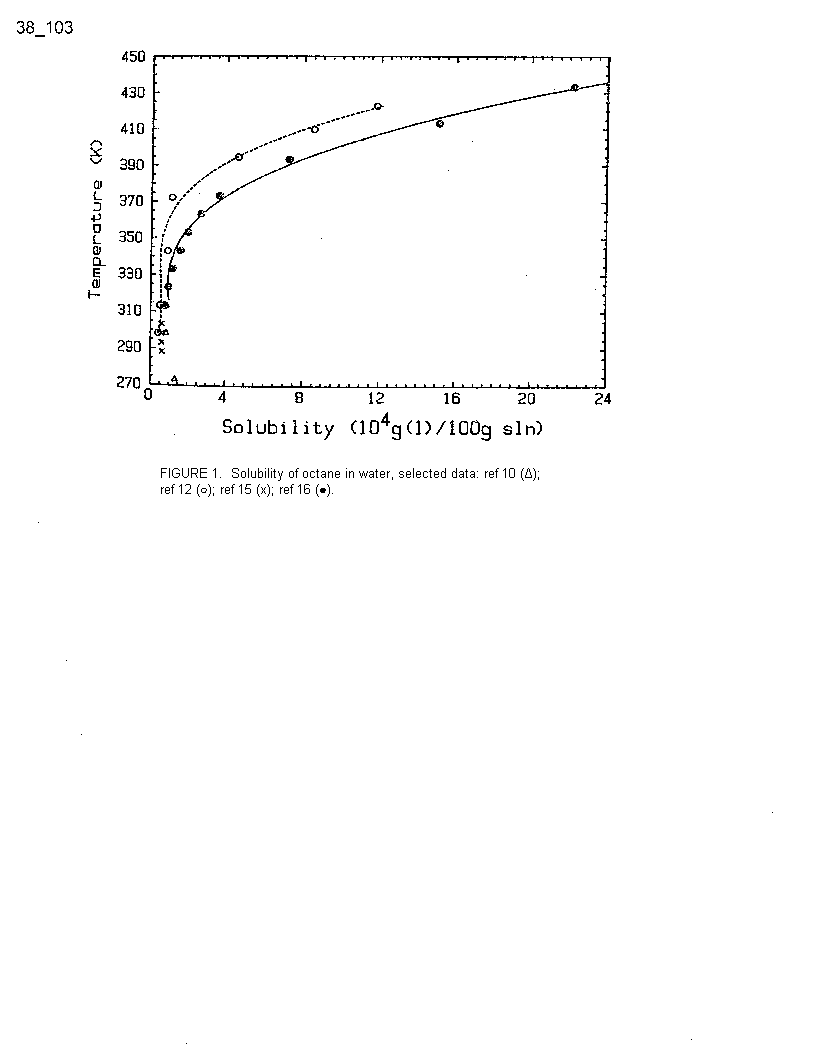 38_103
450
430
410
390
370
350
330
310
290
270
Temperature (K)
0 4 8 12 16 20 24
Solubility (10⁴g(1)/100g sln)
FIGURE 1. Solubility of octane in water, selected data: ref 10 (Δ);
ref 12 (o); ref 15 (x); ref 16 (●).